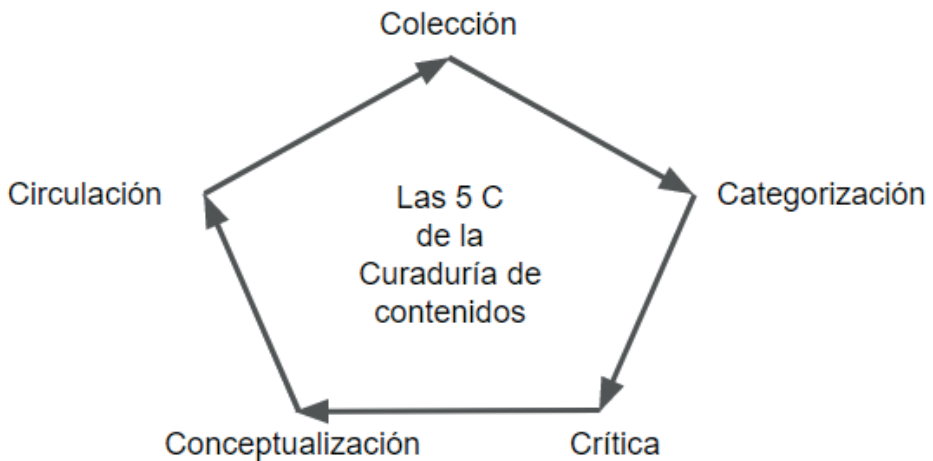 Colección
Circulación
Categorización
Las 5 C
de la
Curaduría de
contenidos
Conceptualización
Crítica